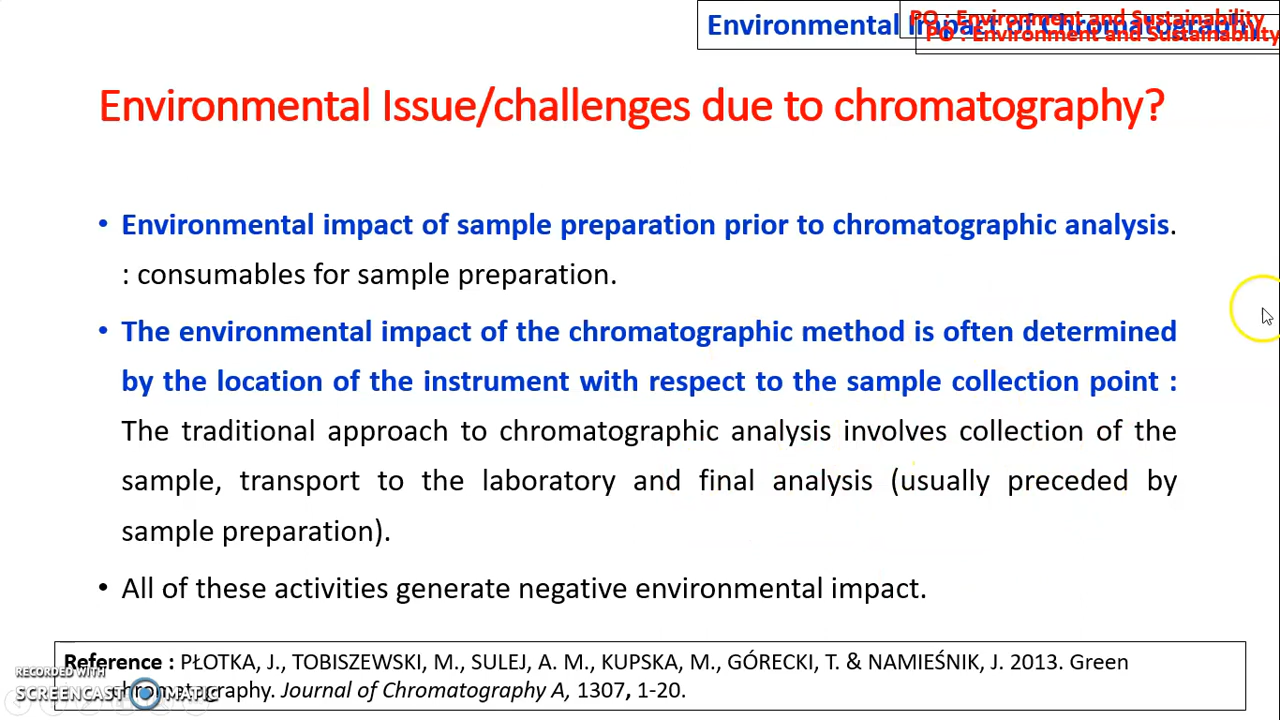 Environmental Impact of Chromatography
PO : Environment and Sustainability
PO : Environment and Sustainability
Environmental Issue/challenges due to chromatography?
• Environmental impact of sample preparation prior to chromatographic analysis.
: consumables for sample preparation.
• The environmental impact of the chromatographic method is often determined
by the location of the instrument with respect to the sample collection point :
The traditional approach to chromatographic analysis involves collection of the
sample, transport to the laboratory and final analysis (usually preceded by
sample preparation).
• All of these activities generate negative environmental impact.
Reference : PŁOTKA, J., TOBISZEWSKI, M., SULEJ, A. M., KUPSKA, M., GÓRECKI, T. & NAMIEŚNIK, J. 2013. Green
chromatography. Journal of Chromatography A, 1307, 1-20.
RECORDED WITH
SCREENCAST MATIC